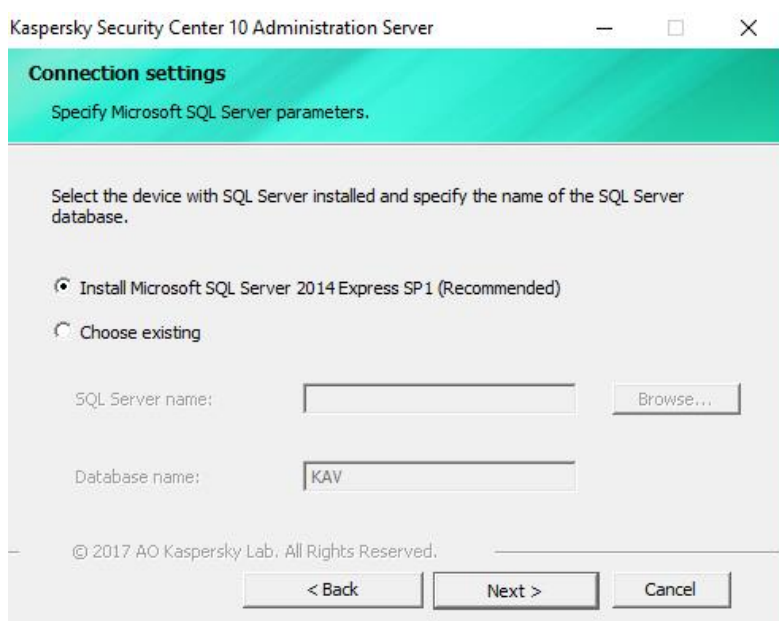 Kaspersky Security Center 10 Administration Server
Connection settings
Specify Microsoft SQL Server parameters.
Select the device with SQL Server installed and specify the name of the SQL Server
database.
Install Microsoft SQL Server 2014 Express SP1 (Recommended)
Choose existing
SQL Server name:
Browse...
Database name:
KAV
© 2017 AO Kaspersky Lab. All Rights Reserved.
< Back
Next >
Cancel